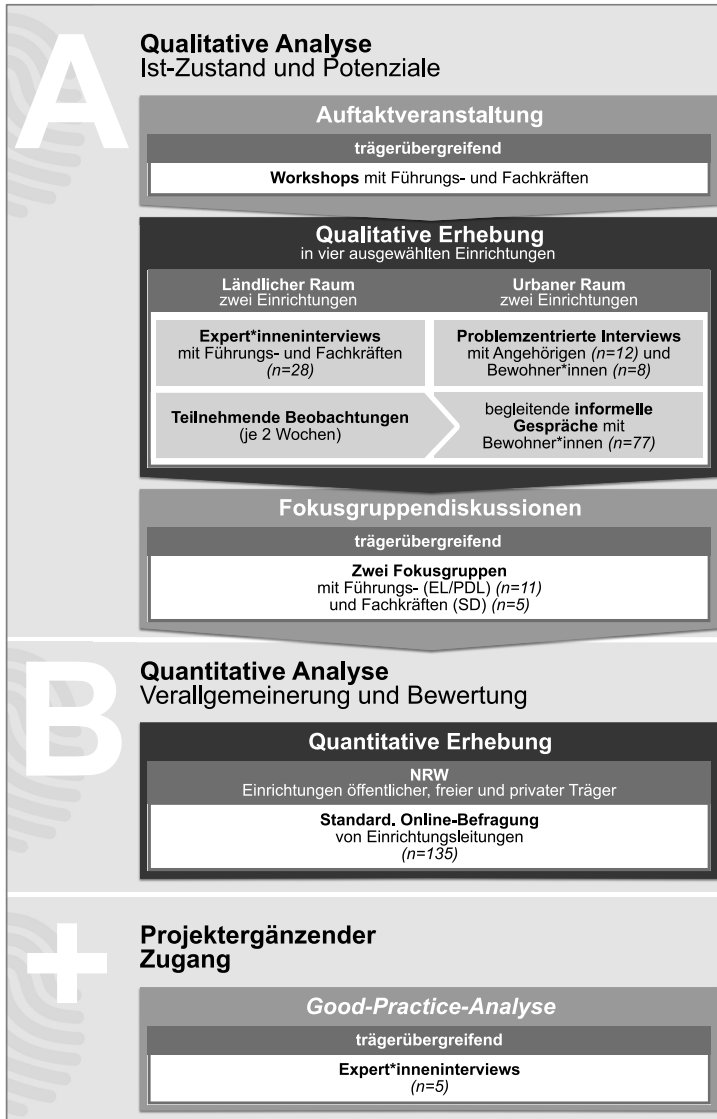 A
Qualitative Analyse
Ist-Zustand und Potenziale
Auftaktveranstaltung
trägerübergreifend
Workshops mit Führungs- und Fachkräften
Qualitative Erhebung
in vier ausgewählten Einrichtungen
Ländlicher Raum
zwei Einrichtungen
Urbaner Raum
zwei Einrichtungen
Expert*inneninterviews
mit Führungs- und Fachkräften
(n=28)
Problemzentrierte Interviews
mit Angehörigen (n=12) und
Bewohner*innen (n=8)
Teilnehmende Beobachtungen
(je 2 Wochen)
begleitende informelle
Gespräche mit
Bewohner*innen (n=77)
Fokusgruppendiskussionen
trägerübergreifend
Zwei Fokusgruppen
mit Führungs- (EL/PDL) (n=11)
und Fachkräften (SD) (n=5)
B
Quantitative Analyse
Verallgemeinerung und Bewertung
Quantitative Erhebung
NRW
Einrichtungen öffentlicher, freier und privater Träger
Standard. Online-Befragung
von Einrichtungsleitungen
(n=135)
+
Projektergänzender
Zugang
Good-Practice-Analyse
trägerübergreifend
Expert*inneninterviews
(n=5)